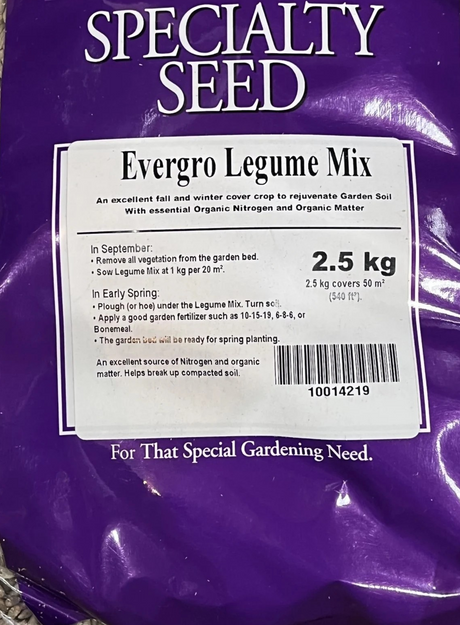 SPECIALTY
SEED
Evergro Legume Mix
An excellent fall and winter cover crop to rejuvenate Garden Soil
With essential Organic Nitrogen and Organic Matter
In September:
• Remove all vegetation from the garden bed.
• Sow Legume Mix at 1 kg per 20 m².
2.5 kg
2.5 kg covers 50 m²
(540 ft²).
In Early Spring:
• Plough (or hoe) under the Legume Mix. Turn soil.
• Apply a good garden fertilizer such as 10-15-19, 6-8-6, or
Bonemeal.
• The garden bed will be ready for spring planting.
An excellent source of Nitrogen and organic
matter. Helps break up compacted soil.
10014219
For That Special Gardening Need.